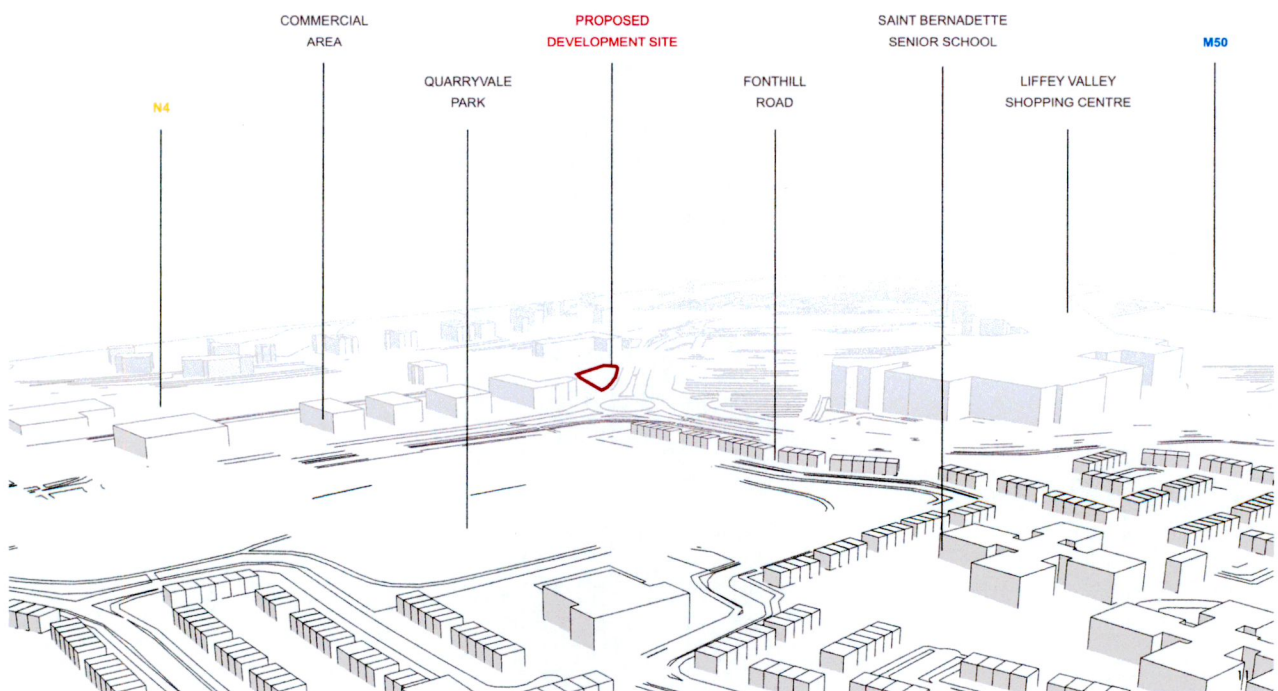 COMMERCIAL
AREA
PROPOSED
DEVELOPMENT SITE
SAINT BERNADETTE
SENIOR SCHOOL
M50
N4
QUARRYVALE
PARK
FONTHILL
ROAD
LIFFEY VALLEY
SHOPPING CENTRE